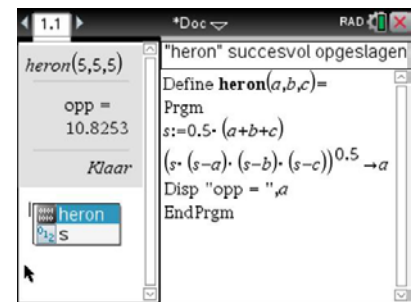 1.1 *Doc RAD
heron(5,5,5)
opp =
10.8253
Klaar
heron
s
"heron" succesvol opgeslagen
Define heron(a,b,c)=
Prgm
s:=0.5·(a+b+c)
(s·(s−a)·(s−b)·(s−c))^0.5→a
Disp "opp = ",a
EndPrgm